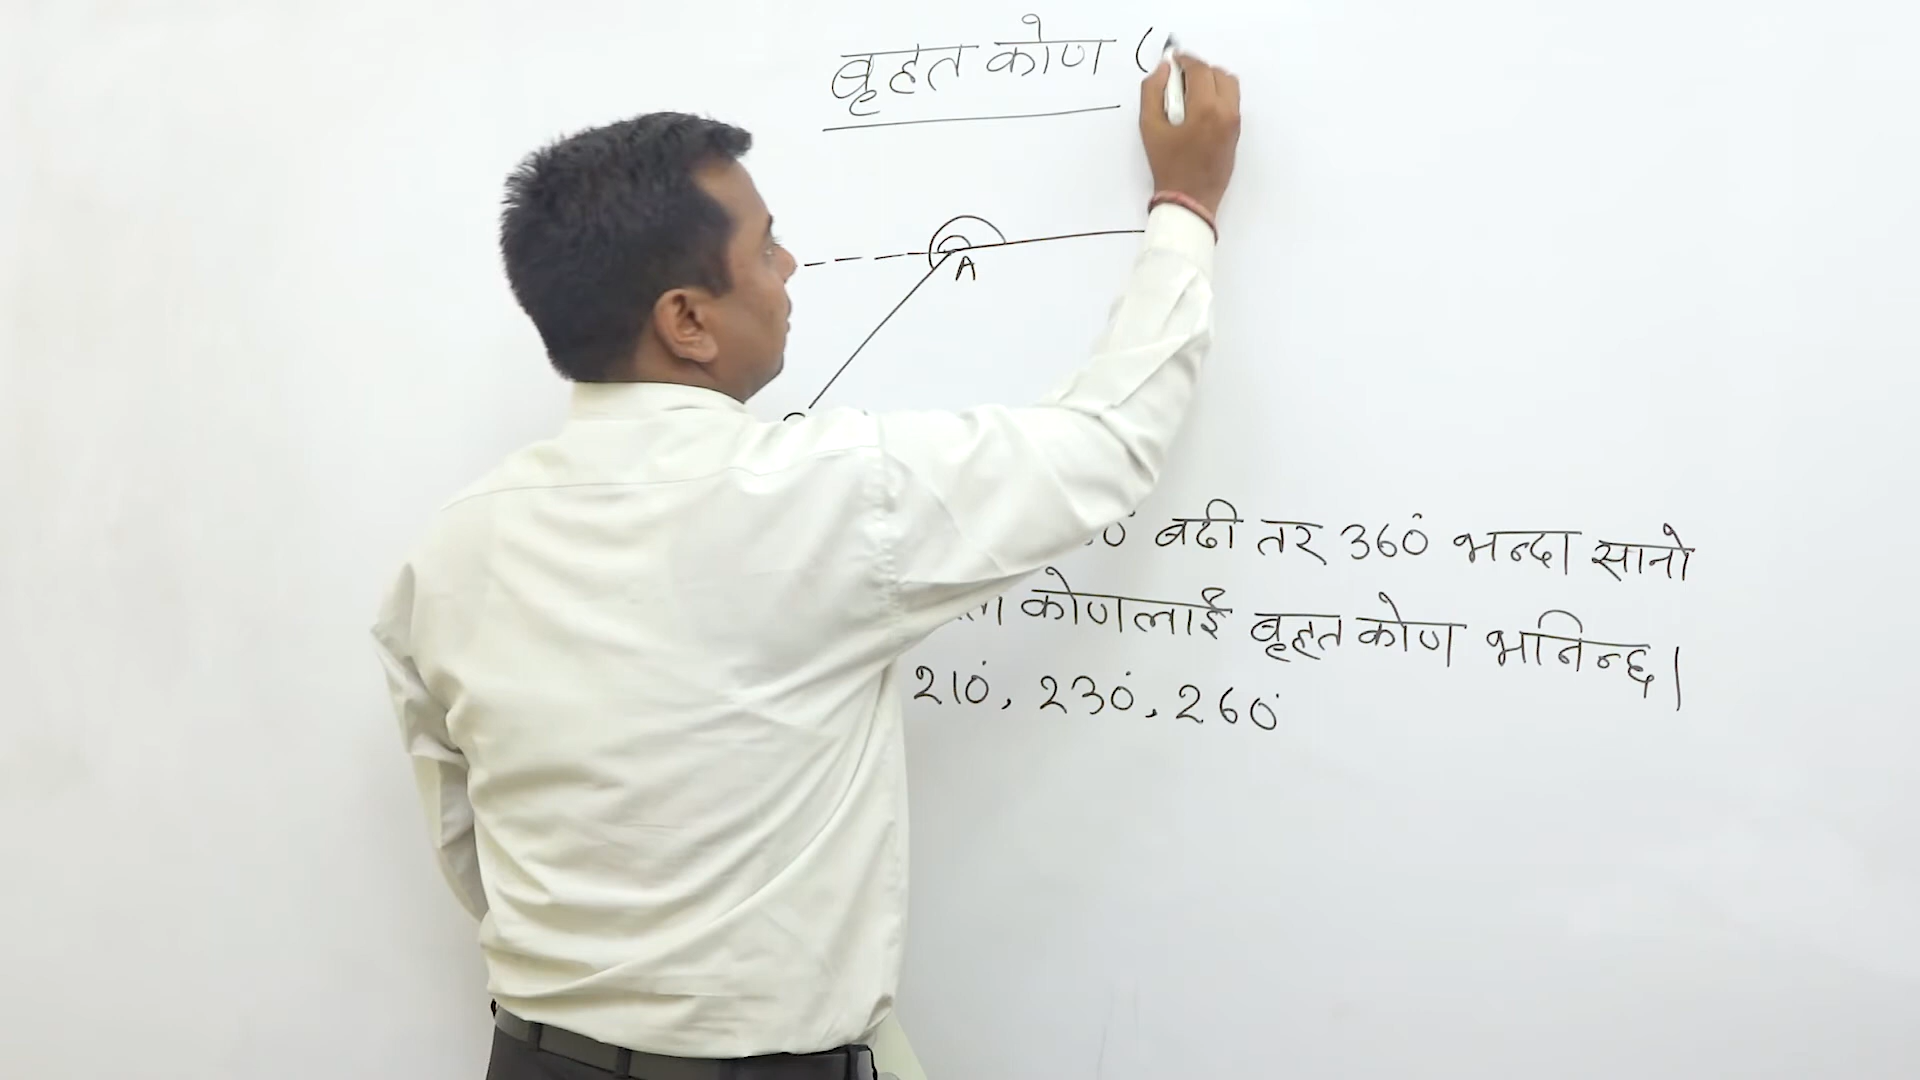 बृहत कोण (
A
बढी तर 360° भन्दा सानो
कोणलाई बृहत कोण भनिन्छ।
210°, 230°, 260°